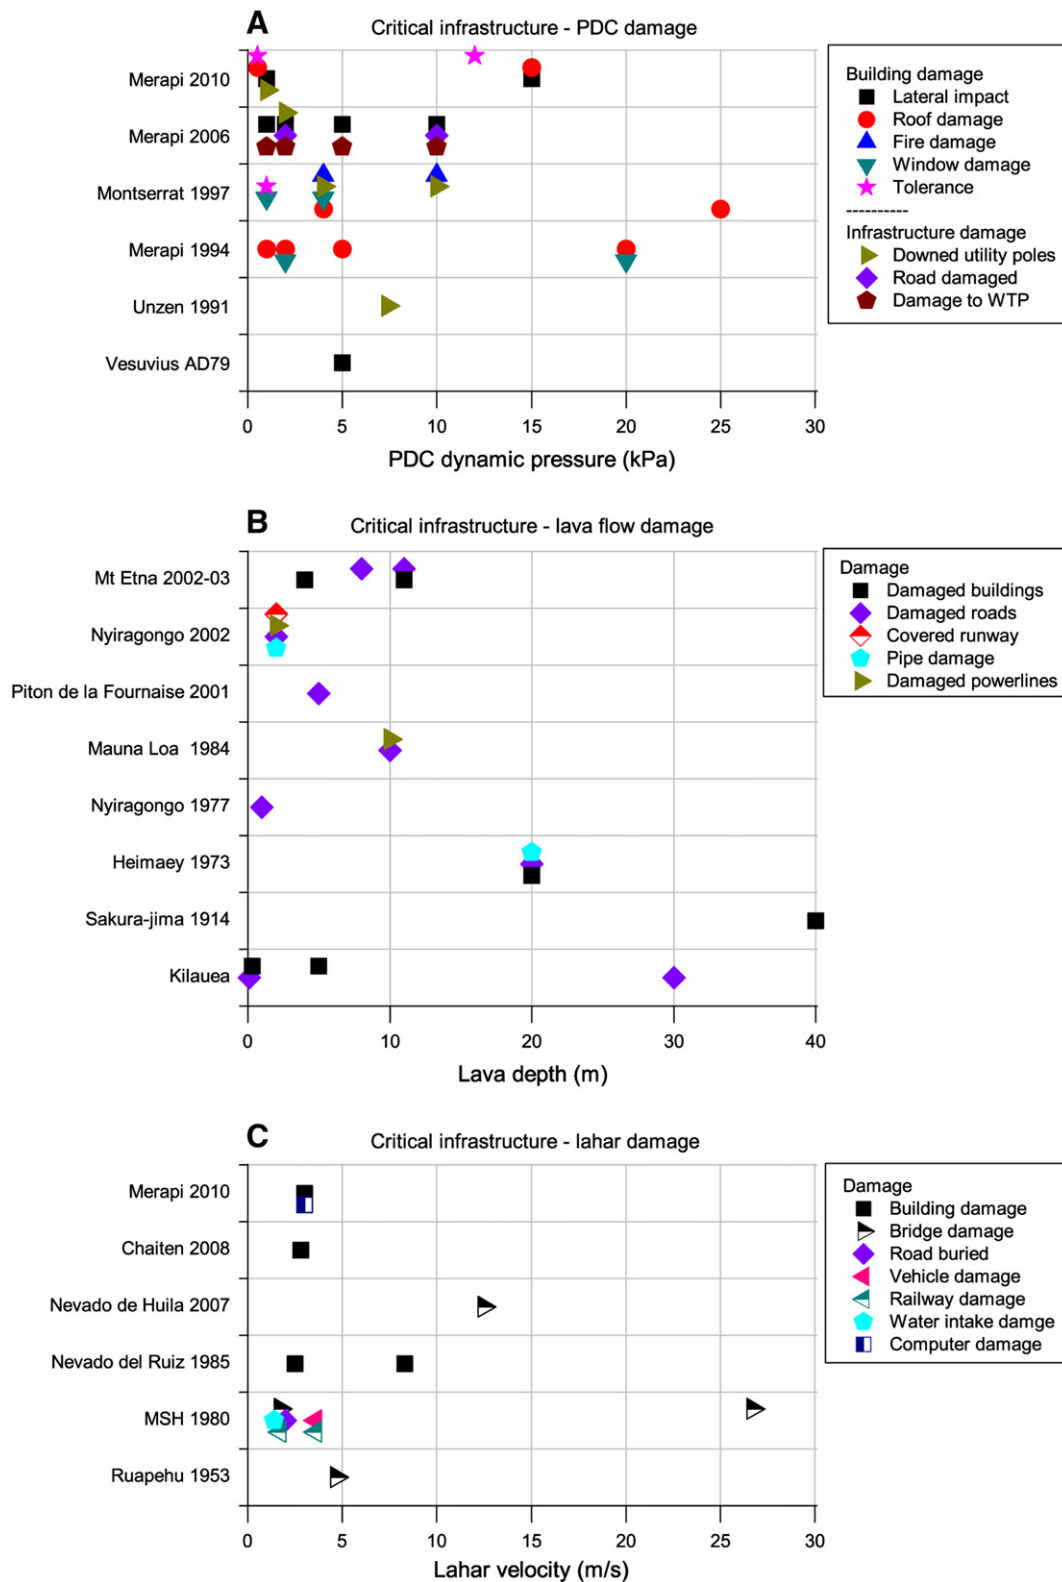 A
Critical infrastructure - PDC damage
Merapi 2010
Merapi 2006
Montserrat 1997
Merapi 1994
Unzen 1991
Vesuvius AD79
0 5 10 15 20 25 30
PDC dynamic pressure (kPa)
Building damage
Lateral impact
Roof damage
Fire damage
Window damage
Tolerance
----------
Infrastructure damage
Downed utility poles
Road damaged
Damage to WTP
B
Critical infrastructure - lava flow damage
Mt Etna 2002-03
Nyiragongo 2002
Piton de la Fournaise 2001
Mauna Loa 1984
Nyiragongo 1977
Heimaey 1973
Sakura-jima 1914
Kilauea
0 10 20 30 40
Lava depth (m)
Damage
Damaged buildings
Damaged roads
Covered runway
Pipe damage
Damaged powerlines
C
Critical infrastructure - lahar damage
Merapi 2010
Chaiten 2008
Nevado de Huila 2007
Nevado del Ruiz 1985
MSH 1980
Ruapehu 1953
0 5 10 15 20 25 30
Lahar velocity (m/s)
Damage
Building damage
Bridge damage
Road buried
Vehicle damage
Railway damage
Water intake damge
Computer damage